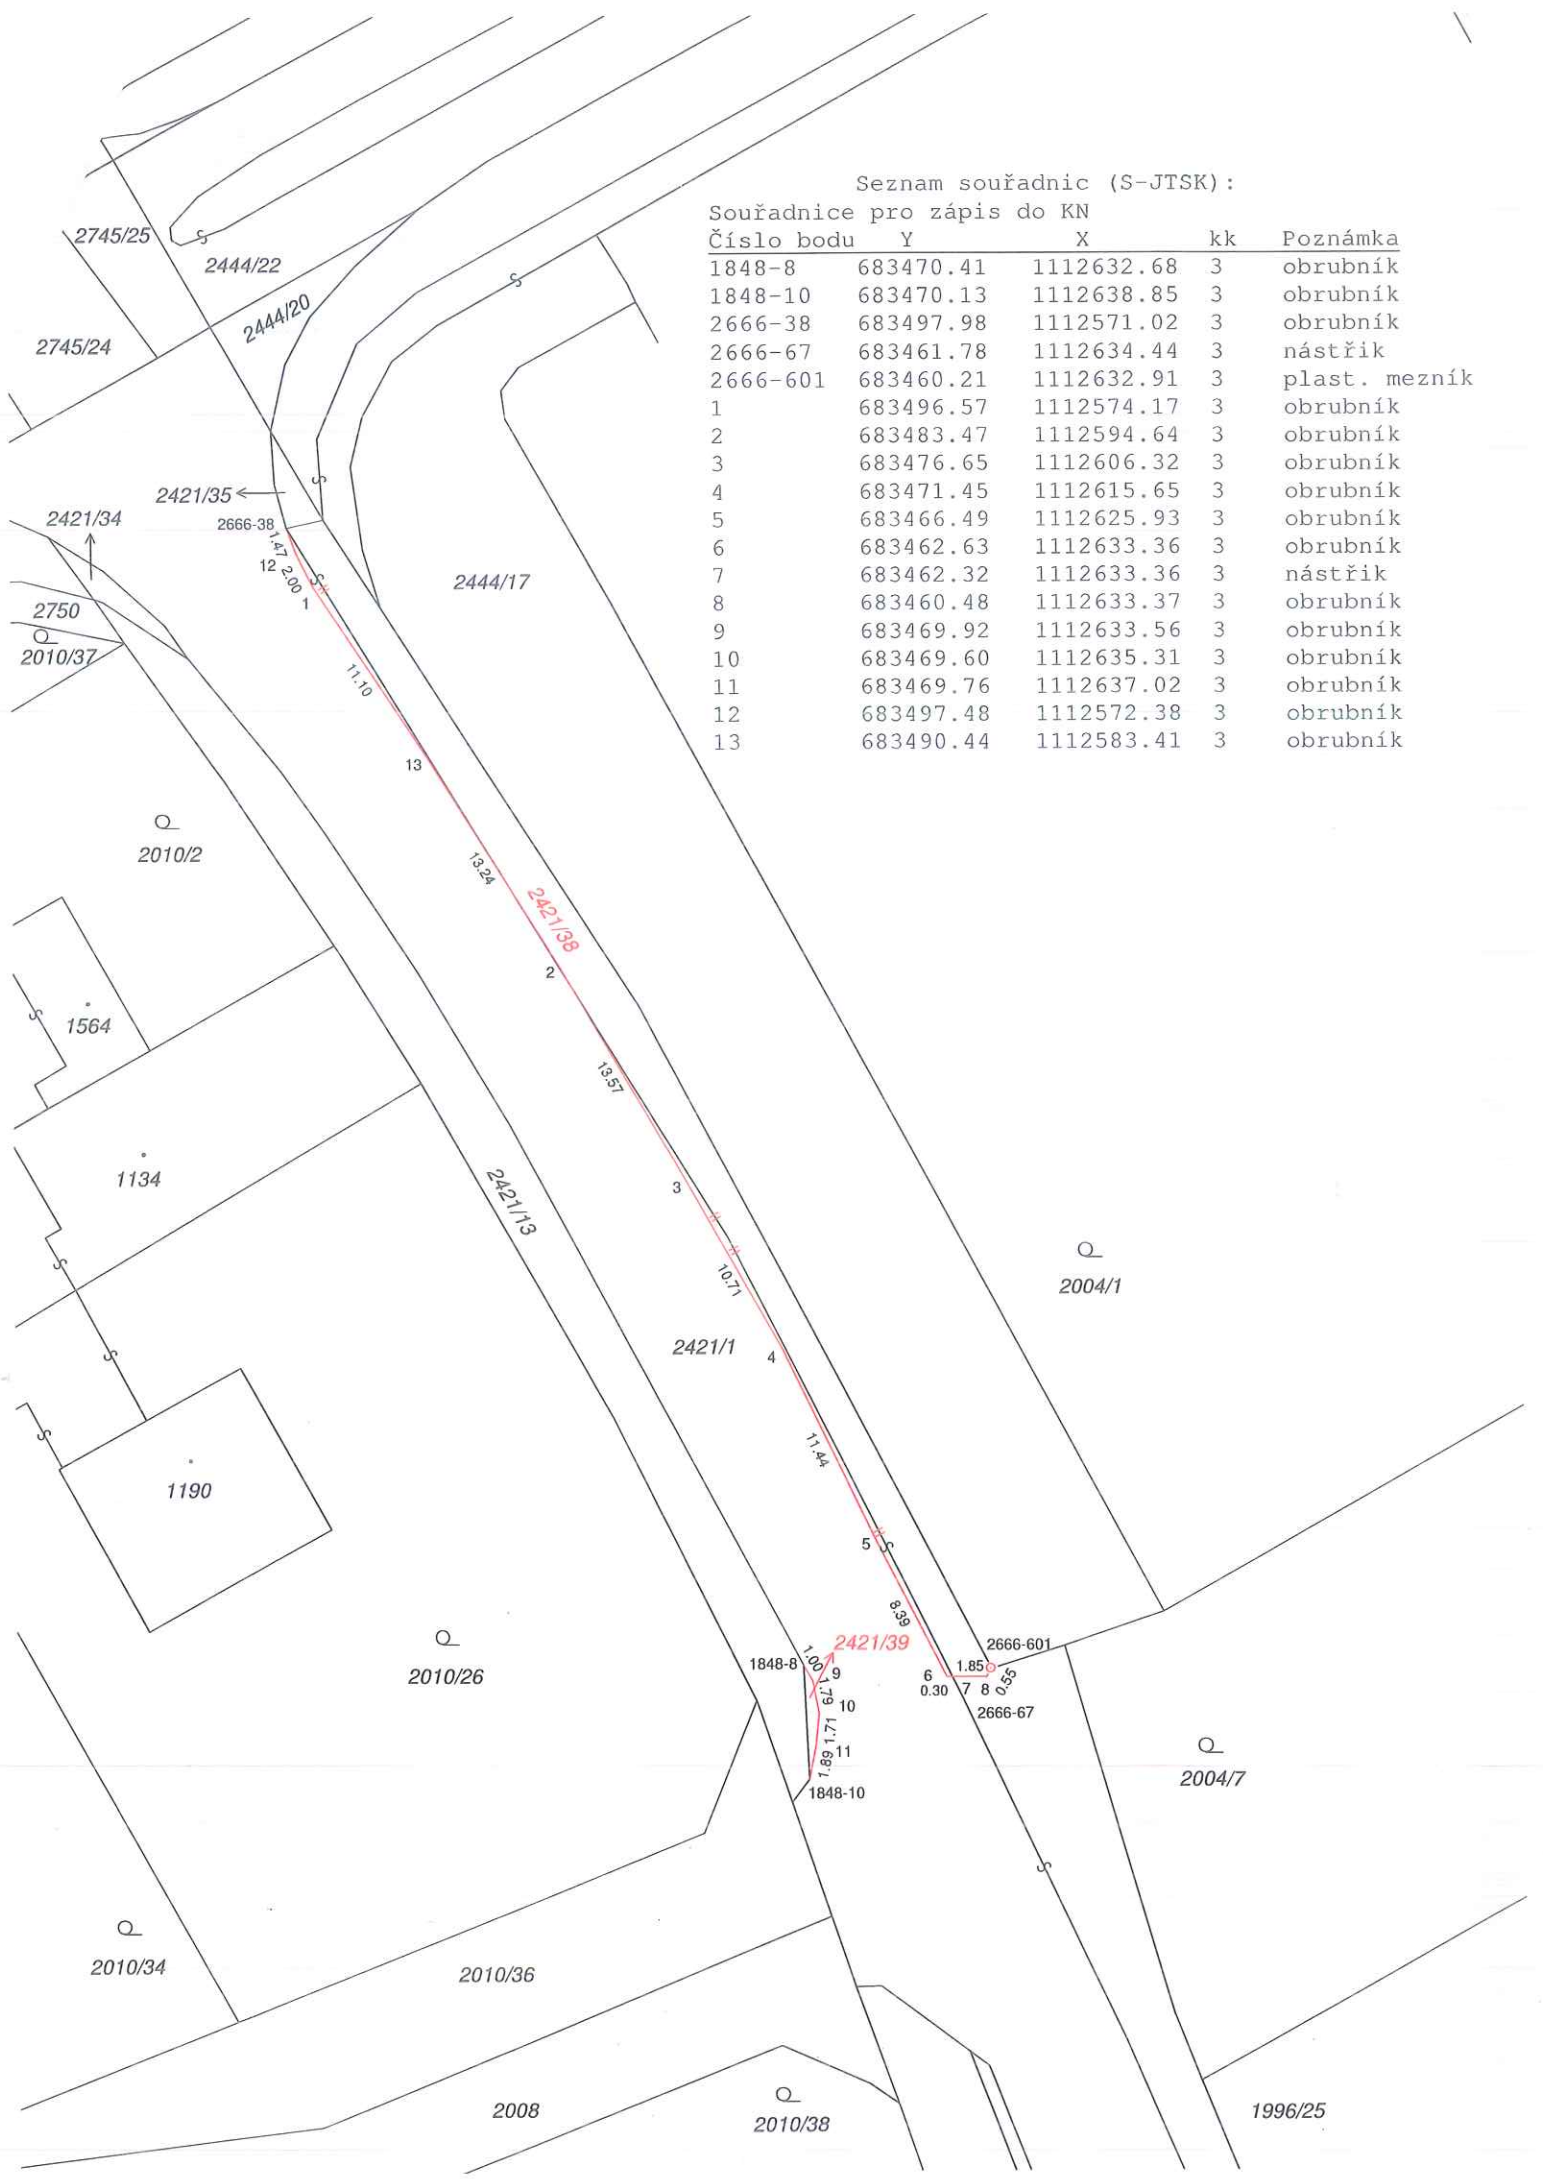 Seznam souřadnic (S-JTSK):
Souřadnice pro zápis do KN
Číslo bodu Y X kk Poznámka
1848-8 683470.41 1112632.68 3 obrubník
1848-10 683470.13 1112638.85 3 obrubník
2666-38 683497.98 1112571.02 3 obrubník
2666-67 683461.78 1112634.44 3 nástřik
2666-601 683460.21 1112632.91 3 plast. mezník
1 683496.57 1112574.17 3 obrubník
2 683483.47 1112594.64 3 obrubník
3 683476.65 1112606.32 3 obrubník
4 683471.45 1112615.65 3 obrubník
5 683466.49 1112625.93 3 obrubník
6 683462.63 1112633.36 3 obrubník
7 683462.32 1112633.36 3 nástřik
8 683460.48 1112633.37 3 obrubník
9 683469.92 1112633.56 3 obrubník
10 683469.60 1112635.31 3 obrubník
11 683469.76 1112637.02 3 obrubník
12 683497.48 1112572.38 3 obrubník
13 683490.44 1112583.41 3 obrubník
2745/25
2444/22
2444/20
2745/24
2421/35
2421/34
2666-38
1.47
12
2.00
1
2444/17
2750
2010/37
11.10
13
2010/2
13.24
2421/38
2
1564
13.57
1134
2421/13
3
10.71
2004/1
2421/1
4
11.44
1190
5
8.39
2421/39
2666-601
1848-8
1.00
9
6
1.85
0.30
7
8
0.55
2010/26
1.79
10
2666-67
1.71
11
1.89
1848-10
2004/7
2010/34
2010/36
2008
2010/38
1996/25